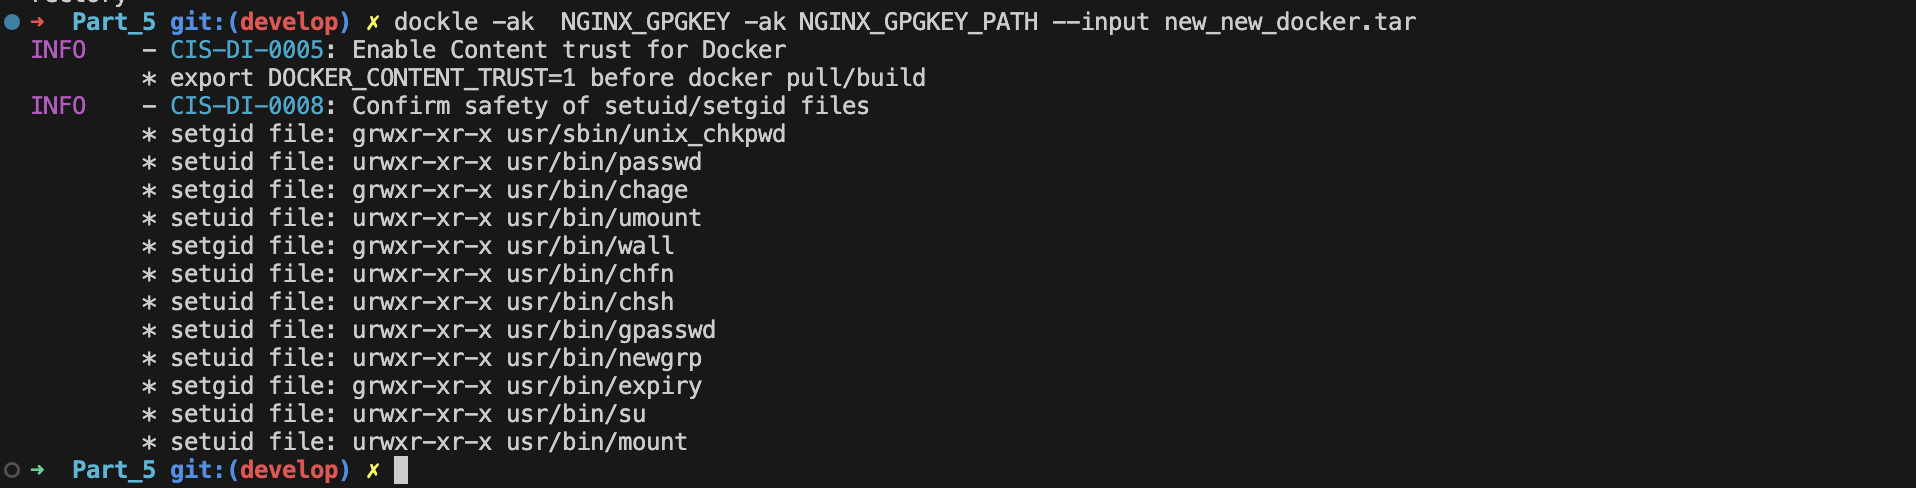 ➜  Part_5 git:(develop) ✗ dockle -ak  NGINX_GPGKEY -ak NGINX_GPGKEY_PATH --input new_new_docker.tar
INFO    - CIS-DI-0005: Enable Content trust for Docker
        * export DOCKER_CONTENT_TRUST=1 before docker pull/build
INFO    - CIS-DI-0008: Confirm safety of setuid/setgid files
        * setgid file: grwxr-xr-x usr/sbin/unix_chkpwd
        * setuid file: urwxr-xr-x usr/bin/passwd
        * setgid file: grwxr-xr-x usr/bin/chage
        * setuid file: urwxr-xr-x usr/bin/umount
        * setgid file: grwxr-xr-x usr/bin/wall
        * setuid file: urwxr-xr-x usr/bin/chfn
        * setuid file: urwxr-xr-x usr/bin/chsh
        * setuid file: urwxr-xr-x usr/bin/gpasswd
        * setuid file: urwxr-xr-x usr/bin/newgrp
        * setgid file: grwxr-xr-x usr/bin/expiry
        * setuid file: urwxr-xr-x usr/bin/su
        * setuid file: urwxr-xr-x usr/bin/mount
➜  Part_5 git:(develop) ✗